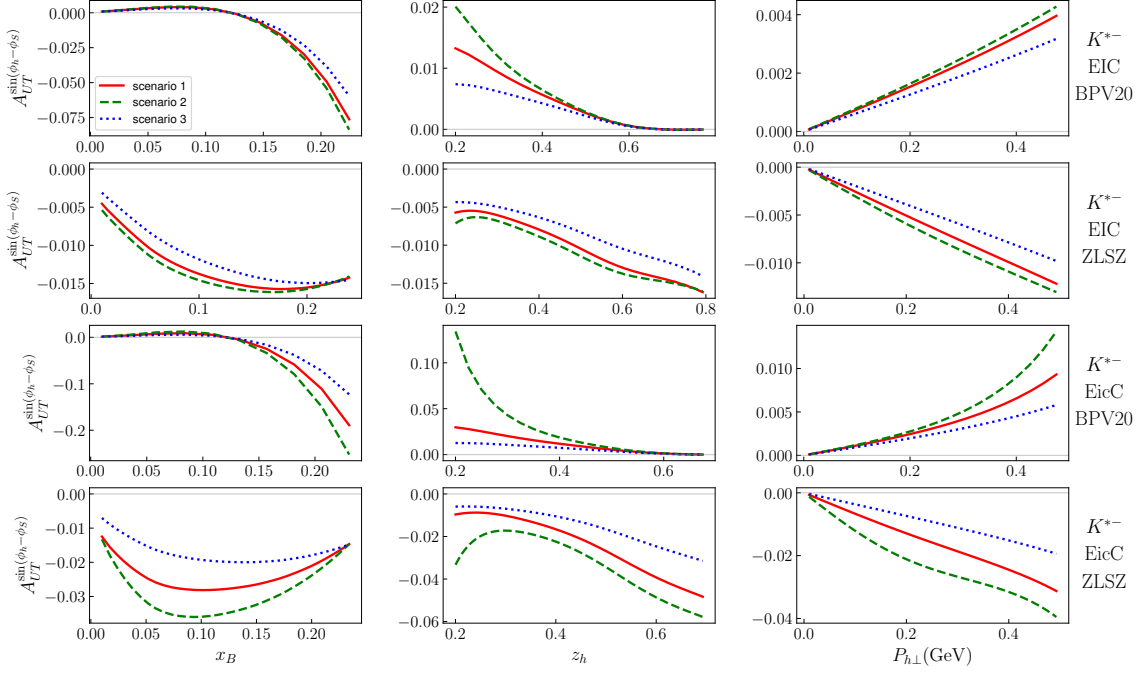 A_{UT}^{sin(ϕ_h−ϕ_S)}
0.000
−0.025
−0.050
−0.075
scenario 1
scenario 2
scenario 3
0.00 0.05 0.10 0.15 0.20
0.02
0.01
0.00
0.2 0.4 0.6
0.004
0.002
0.000
0.0 0.2 0.4
K^{*−}
EIC
BPV20
A_{UT}^{sin(ϕ_h−ϕ_S)}
0.000
−0.005
−0.010
−0.015
0.0 0.1 0.2
0.000
−0.005
−0.010
−0.015
0.2 0.3 0.4 0.5 0.6 0.7 0.8
0.000
−0.005
−0.010
0.0 0.2 0.4
K^{*−}
EIC
ZLSZ
A_{UT}^{sin(ϕ_h−ϕ_S)}
0.0
−0.1
−0.2
0.00 0.05 0.10 0.15 0.20
0.10
0.05
0.00
0.2 0.4 0.6
0.010
0.005
0.000
0.0 0.2 0.4
K^{*−}
EicC
BPV20
A_{UT}^{sin(ϕ_h−ϕ_S)}
0.00
−0.01
−0.02
−0.03
0.00 0.05 0.10 0.15 0.20
x_B
0.00
−0.02
−0.04
−0.06
0.2 0.4 0.6
z_h
0.00
−0.02
−0.04
0.0 0.2 0.4
P_{h⊥}(GeV)
K^{*−}
EicC
ZLSZ